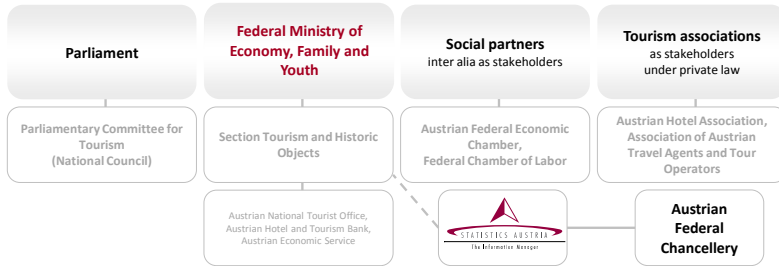 Parliament
Federal Ministry of
Economy, Family and
Youth
Social partners
inter alia as stakeholders
Tourism associations
as stakeholders
under private law
Parliamentary Committee for
Tourism
(National Council)
Section Tourism and Historic
Objects
Austrian Federal Economic
Chamber,
Federal Chamber of Labor
Austrian Hotel Association,
Association of Austrian
Travel Agents and Tour
Operators
Austrian National Tourist Office,
Austrian Hotel and Tourism Bank,
Austrian Economic Service
STATISTICS AUSTRIA
The Information Manager
Austrian
Federal
Chancellery